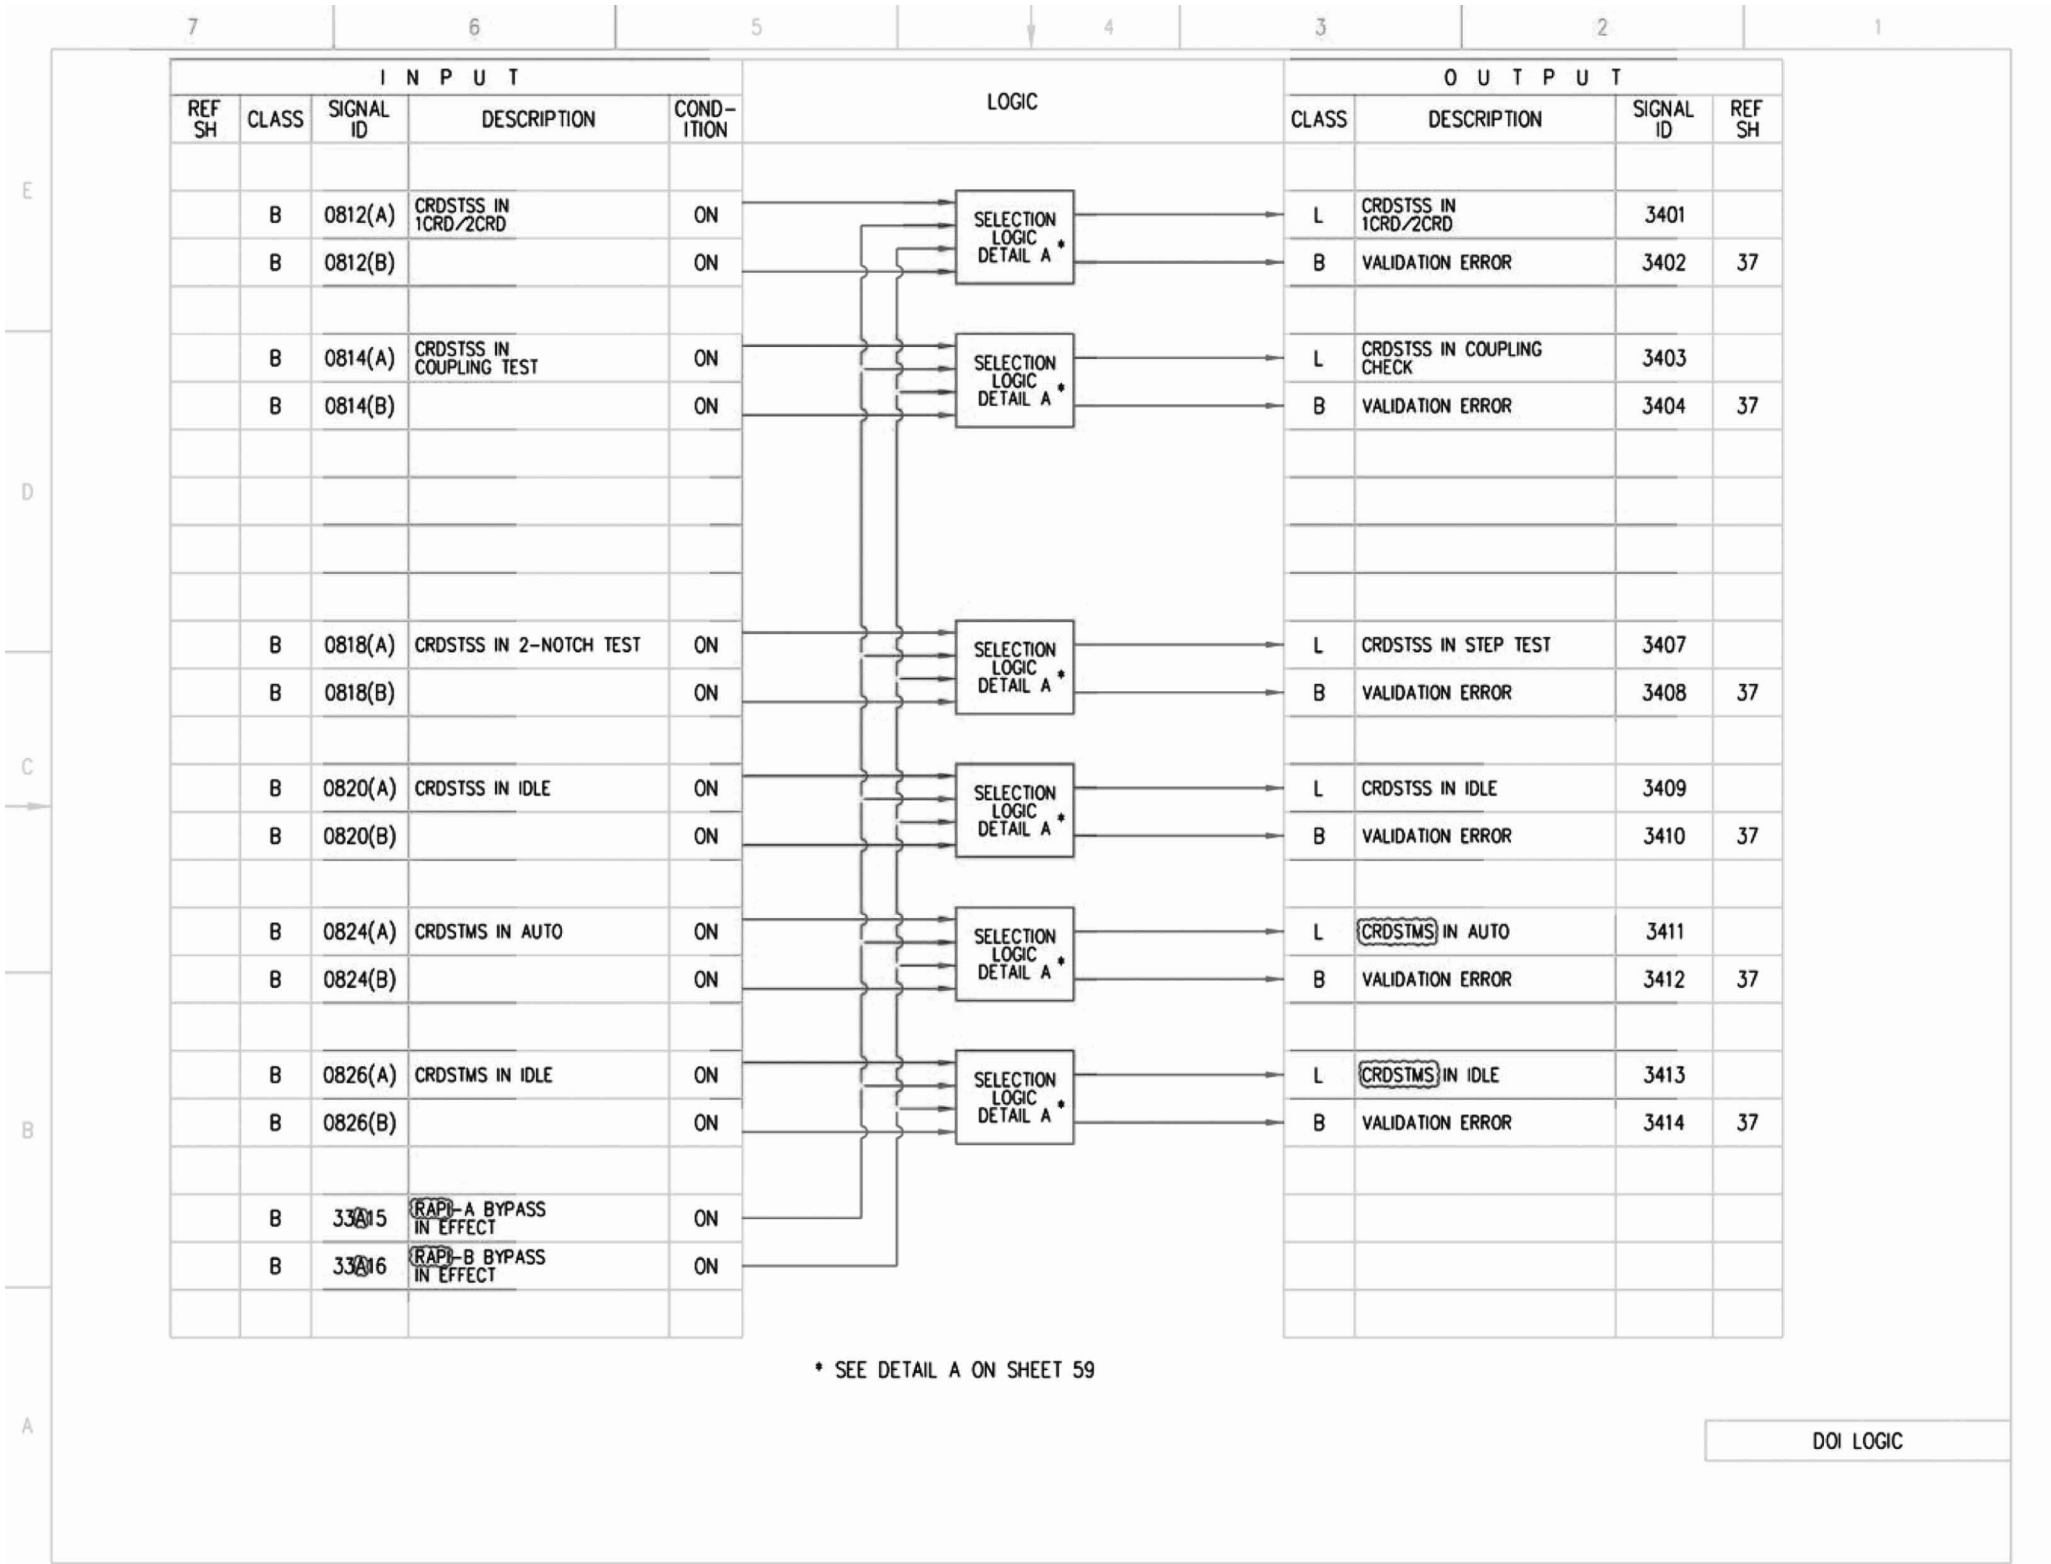 7 6 5 4 3 2 1
I N P U T
LOGIC
O U T P U T
REF SH CLASS SIGNAL ID DESCRIPTION COND-ITION
CLASS DESCRIPTION SIGNAL ID REF SH
E
B 0812(A) CRDSTSS IN 1CRD/2CRD ON
SELECTION LOGIC DETAIL A *
L CRDSTSS IN 1CRD/2CRD 3401
B 0812(B) ON
B VALIDATION ERROR 3402 37
B 0814(A) CRDSTSS IN COUPLING TEST ON
SELECTION LOGIC DETAIL A *
L CRDSTSS IN COUPLING CHECK 3403
B 0814(B) ON
B VALIDATION ERROR 3404 37
D
B 0818(A) CRDSTSS IN 2-NOTCH TEST ON
SELECTION LOGIC DETAIL A *
L CRDSTSS IN STEP TEST 3407
B 0818(B) ON
B VALIDATION ERROR 3408 37
C
B 0820(A) CRDSTSS IN IDLE ON
SELECTION LOGIC DETAIL A *
L CRDSTSS IN IDLE 3409
B 0820(B) ON
B VALIDATION ERROR 3410 37
B 0824(A) CRDSTMS IN AUTO ON
SELECTION LOGIC DETAIL A *
L CRDSTMS IN AUTO 3411
B 0824(B) ON
B VALIDATION ERROR 3412 37
B 0826(A) CRDSTMS IN IDLE ON
SELECTION LOGIC DETAIL A *
L CRDSTMS IN IDLE 3413
B 0826(B) ON
B VALIDATION ERROR 3414 37
B
B 33A15 RAPI-A BYPASS IN EFFECT ON
B 33A16 RAPI-B BYPASS IN EFFECT ON
* SEE DETAIL A ON SHEET 59
A
DOI LOGIC